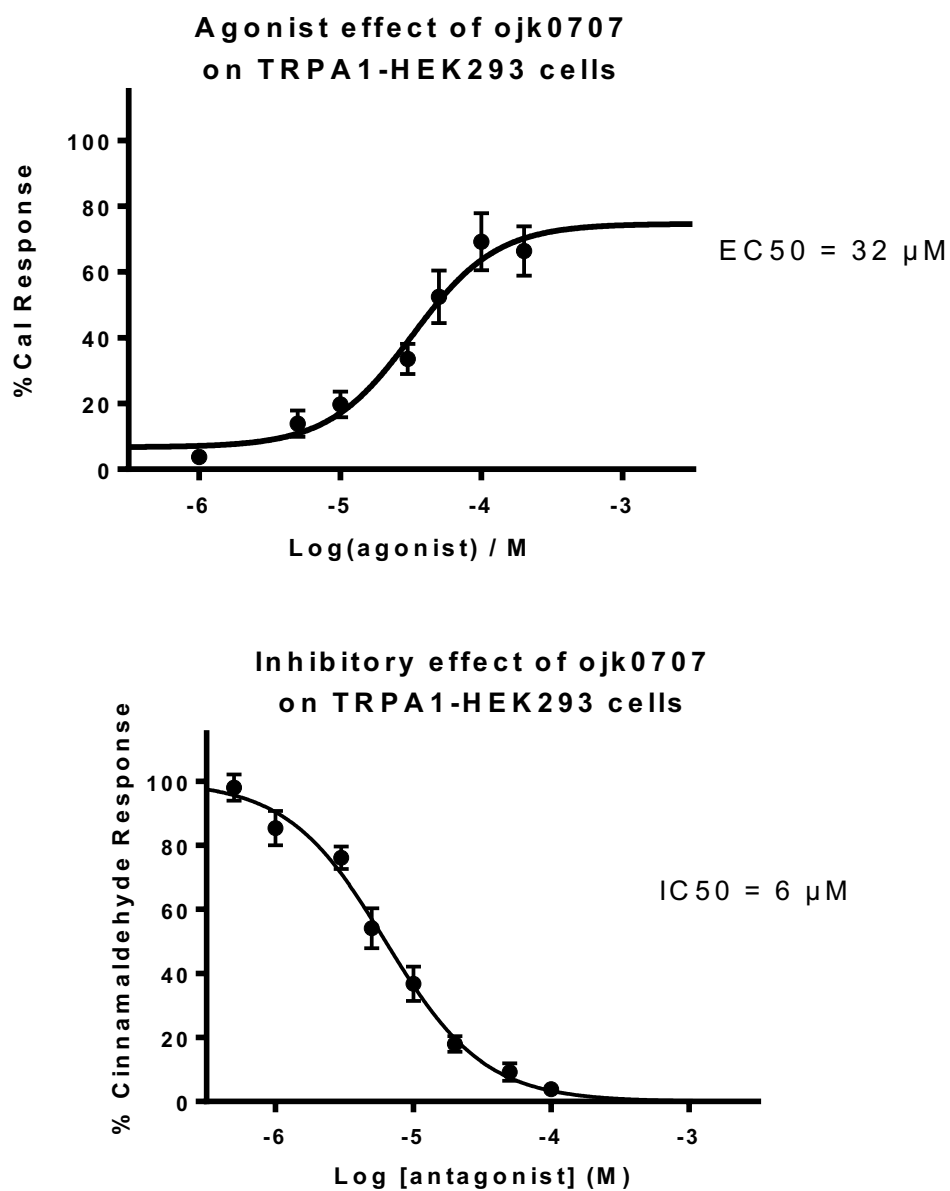 Agonist effect of ojk0707
on TRPA1-HEK293 cells
% Cal Response
100
80
60
40
20
0
-6
-5
-4
-3
Log(agonist) / M
EC50 = 32 µM
Inhibitory effect of ojk0707
on TRPA1-HEK293 cells
% Cinnamaldehyde Response
100
80
60
40
20
0
-6
-5
-4
-3
Log [antagonist] (M)
IC50 = 6 µM